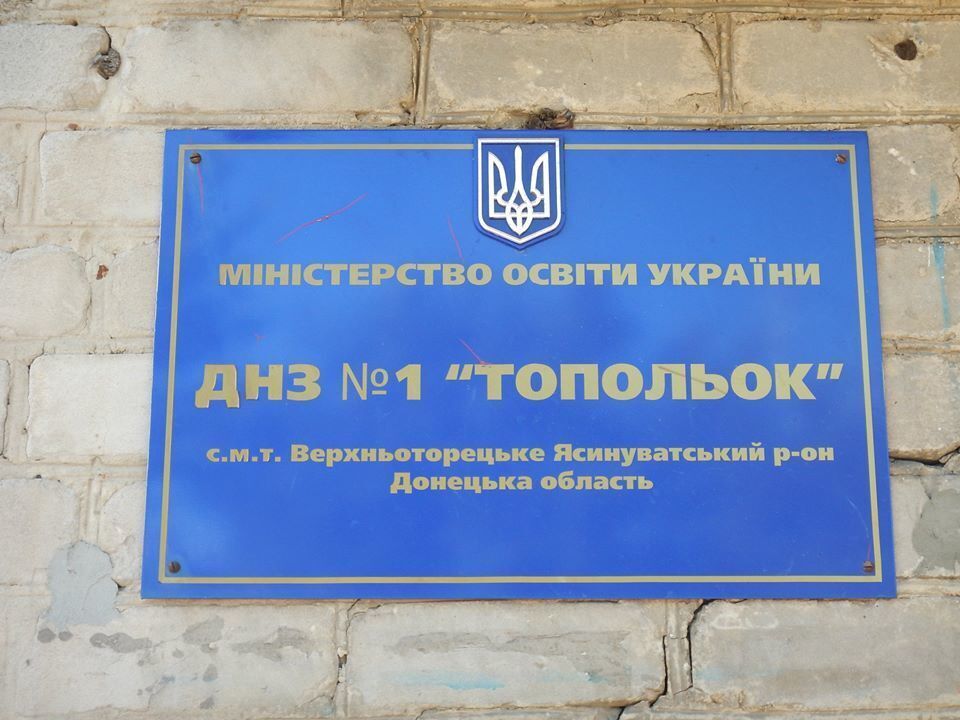 МІНІСТЕРСТВО ОСВІТИ УКРАЇНИ
ДНЗ №1 “ТОПОЛЬОК”
с.м.т. Верхньоторецьке Ясинуватський р-он
Донецька область